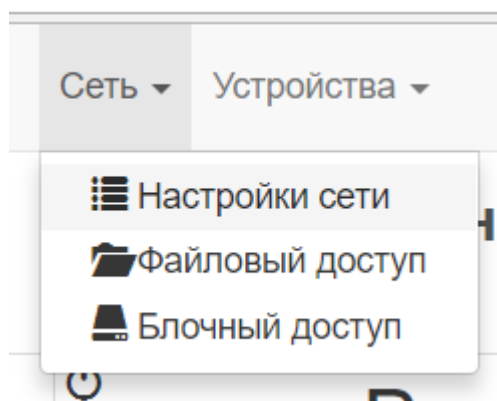 Сеть Устройства
Настройки сети
Файловый доступ
Блочный доступ